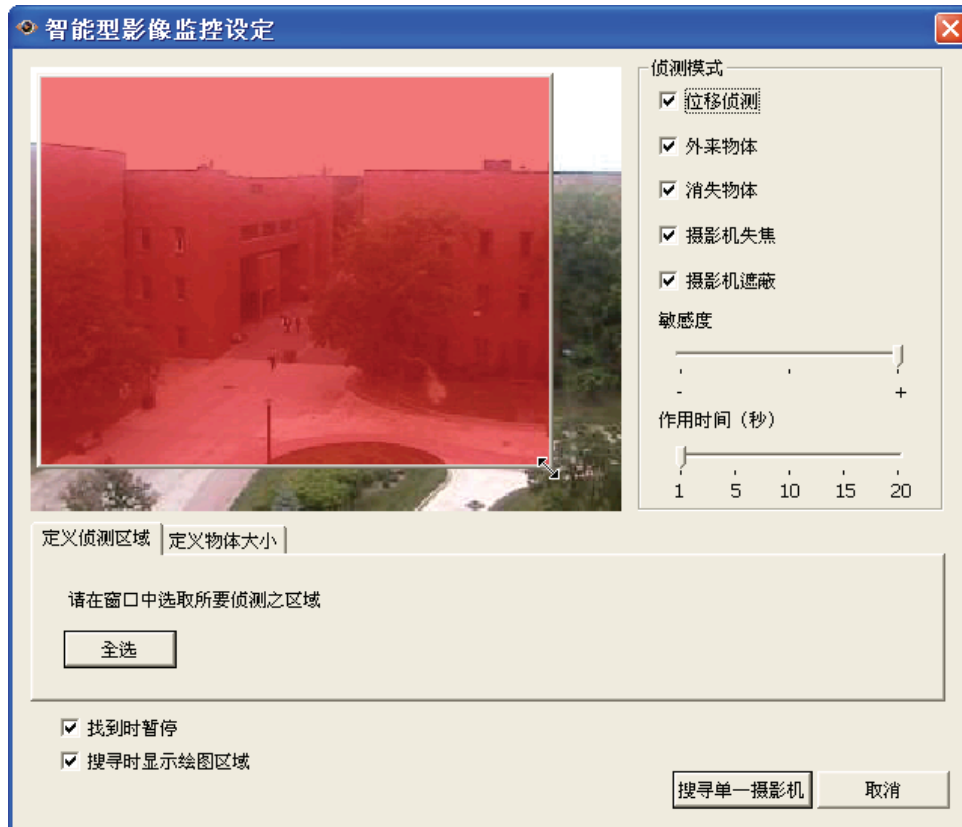 智能型影像监控设定
侦测模式
位移侦测
外来物体
消失物体
摄影机失焦
摄影机遮蔽
敏感度
- +
作用时间（秒）
1 5 10 15 20
定义侦测区域 定义物体大小
请在窗口中选取所要侦测之区域
全选
找到时暂停
搜寻时显示绘图区域
搜寻单一摄影机 取消